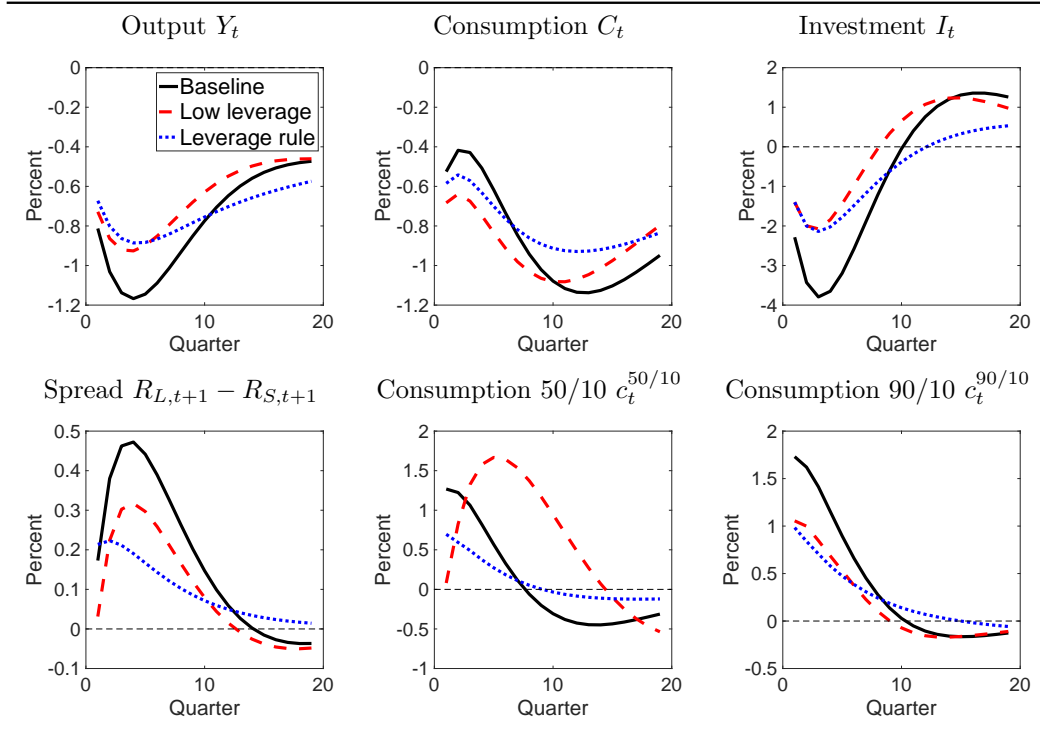 Output $Y_t$
Percent
0
-0.2
-0.4
-0.6
-0.8
-1
-1.2
0
10
20
Quarter
Baseline
Low leverage
Leverage rule
Consumption $C_t$
Percent
0
-0.2
-0.4
-0.6
-0.8
-1
-1.2
0
10
20
Quarter
Investment $I_t$
Percent
2
1
0
-1
-2
-3
-4
0
10
20
Quarter
Spread $R_{L,t+1} - R_{S,t+1}$
Percent
0.5
0.4
0.3
0.2
0.1
0
-0.1
0
10
20
Quarter
Consumption 50/10 $c_t^{50/10}$
Percent
2
1.5
1
0.5
0
-0.5
-1
0
10
20
Quarter
Consumption 90/10 $c_t^{90/10}$
Percent
2
1.5
1
0.5
0
-0.5
0
10
20
Quarter